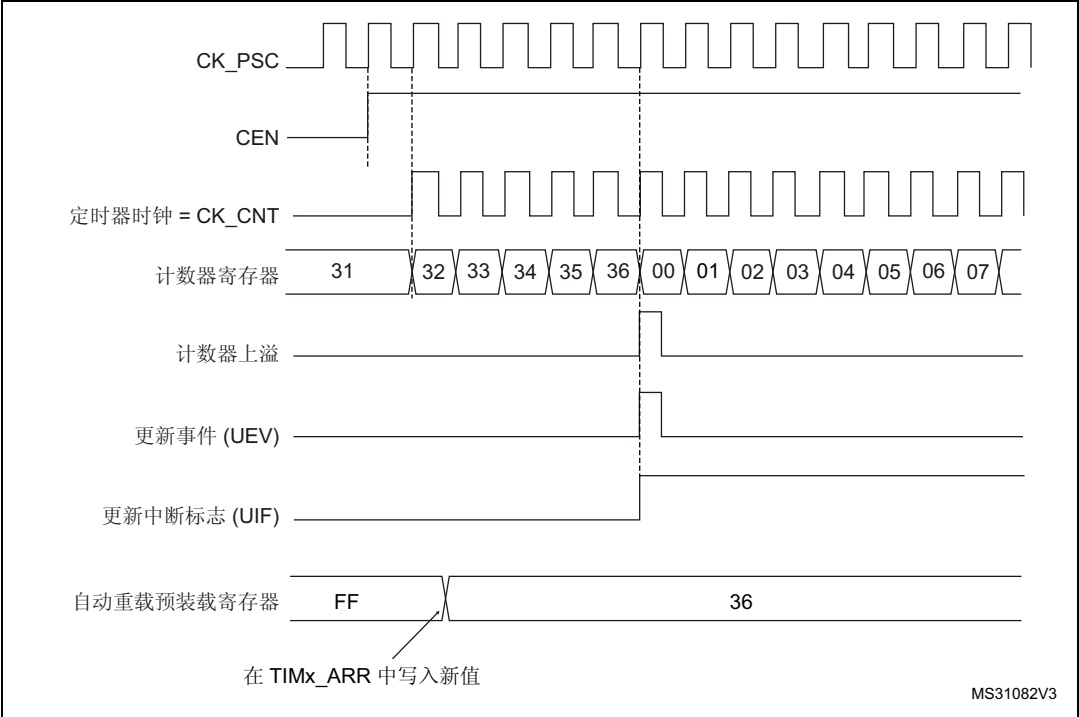 CK_PSC
CEN
定时器时钟 = CK_CNT
计数器寄存器 31 32 33 34 35 36 00 01 02 03 04 05 06 07
计数器上溢
更新事件 (UEV)
更新中断标志 (UIF)
自动重载预装载寄存器 FF 36
在 TIMx_ARR 中写入新值
MS31082V3